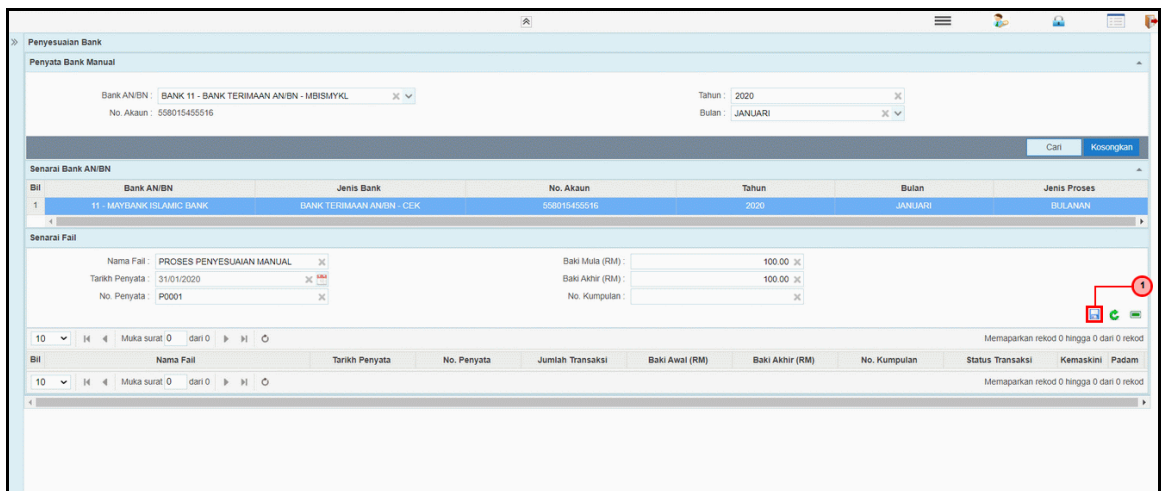 Penyesuaian Bank
Penyata Bank Manual
Bank AN/BN : BANK 11 - BANK TERIMAAN AN/BN - MBISMYKL Tahun : 2020
No. Akaun : 558015455516 Bulan : JANUARI
Cari Kosongkan
Senarai Bank AN/BN
Bil Bank AN/BN Jenis Bank No. Akaun Tahun Bulan Jenis Proses
1 11 - MAYBANK ISLAMIC BANK BANK TERIMAAN AN/BN - CEK 558015455516 2020 JANUARI BULANAN
Senarai Fail
Nama Fail : PROSES PENYESUAIAN MANUAL Baki Mula (RM) : 100.00
Tarikh Penyata : 31/01/2020 Baki Akhir (RM) : 100.00
No. Penyata : P0001 No. Kumpulan :
1
10 Muka surat 0 dari 0 Memaparkan rekod 0 hingga 0 dari 0 rekod
Bil Nama Fail Tarikh Penyata No. Penyata Jumlah Transaksi Baki Awal (RM) Baki Akhir (RM) No. Kumpulan Status Transaksi Kemaskini Padam
10 Muka surat 0 dari 0 Memaparkan rekod 0 hingga 0 dari 0 rekod